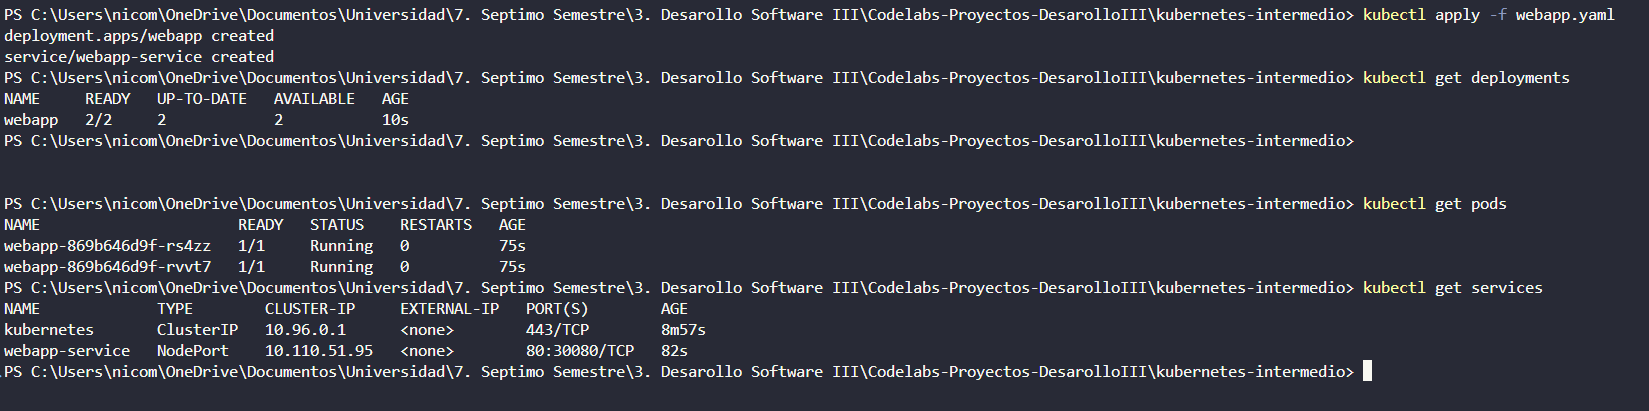 PS C:\Users\nicom\OneDrive\Documentos\Universidad\7. Septimo Semestre\3. Desarollo Software III\Codelabs-Proyectos-DesarolloIII\kubernetes-intermedio> kubectl apply -f webapp.yaml
deployment.apps/webapp created
service/webapp-service created
PS C:\Users\nicom\OneDrive\Documentos\Universidad\7. Septimo Semestre\3. Desarollo Software III\Codelabs-Proyectos-DesarolloIII\kubernetes-intermedio> kubectl get deployments
NAME     READY   UP-TO-DATE   AVAILABLE   AGE
webapp   2/2     2            2           10s
PS C:\Users\nicom\OneDrive\Documentos\Universidad\7. Septimo Semestre\3. Desarollo Software III\Codelabs-Proyectos-DesarolloIII\kubernetes-intermedio>
PS C:\Users\nicom\OneDrive\Documentos\Universidad\7. Septimo Semestre\3. Desarollo Software III\Codelabs-Proyectos-DesarolloIII\kubernetes-intermedio> kubectl get pods
NAME                      READY   STATUS    RESTARTS   AGE
webapp-869b646d9f-rs4zz   1/1     Running   0          75s
webapp-869b646d9f-rvvt7   1/1     Running   0          75s
PS C:\Users\nicom\OneDrive\Documentos\Universidad\7. Septimo Semestre\3. Desarollo Software III\Codelabs-Proyectos-DesarolloIII\kubernetes-intermedio> kubectl get services
NAME             TYPE        CLUSTER-IP     EXTERNAL-IP   PORT(S)        AGE
kubernetes       ClusterIP   10.96.0.1      <none>        443/TCP        8m57s
webapp-service   NodePort    10.110.51.95   <none>        80:30080/TCP   82s
PS C:\Users\nicom\OneDrive\Documentos\Universidad\7. Septimo Semestre\3. Desarollo Software III\Codelabs-Proyectos-DesarolloIII\kubernetes-intermedio>